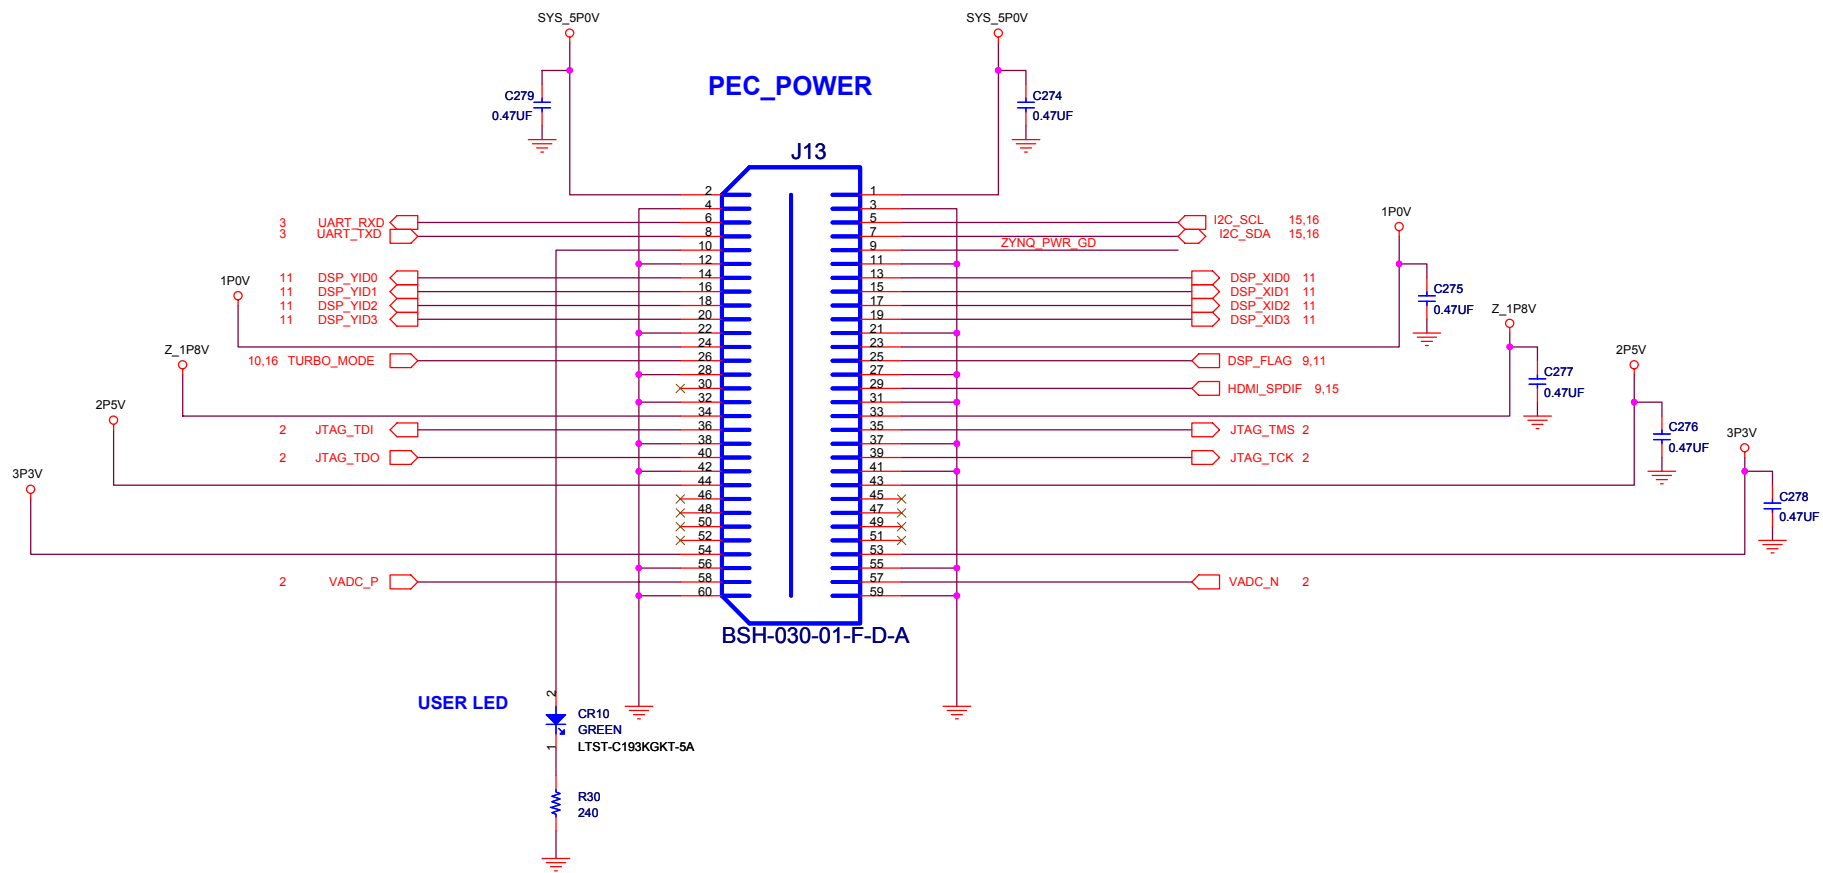 SYS_5P0V
SYS_5P0V
PEC_POWER
C279
0.47UF
C274
0.47UF
J13
2 1
4 3
3 UART_RXD 6 5 I2C_SCL 15,16
3 UART_TXD 8 7 I2C_SDA 15,16
10 9 ZYNQ_PWR_GD
12 11
11 DSP_YID0 14 13 DSP_XID0 11
11 DSP_YID1 16 15 DSP_XID1 11
11 DSP_YID2 18 17 DSP_XID2 11
11 DSP_YID3 20 19 DSP_XID3 11
22 21
24 23
10,16 TURBO_MODE 26 25 DSP_FLAG 9,11
28 27
30 29 HDMI_SPDIF 9,15
32 31
34 33
2 JTAG_TDI 36 35 JTAG_TMS 2
38 37
2 JTAG_TDO 40 39 JTAG_TCK 2
42 41
44 43
46 45
48 47
50 49
52 51
54 53
56 55
2 VADC_P 58 57 VADC_N 2
60 59
1P0V
Z_1P8V
2P5V
3P3V
1P0V
C275
0.47UF
Z_1P8V
C277
0.47UF
2P5V
C276
0.47UF
3P3V
C278
0.47UF
BSH-030-01-F-D-A
USER LED
2
CR10
GREEN
LTST-C193KGKT-5A
1
R30
240